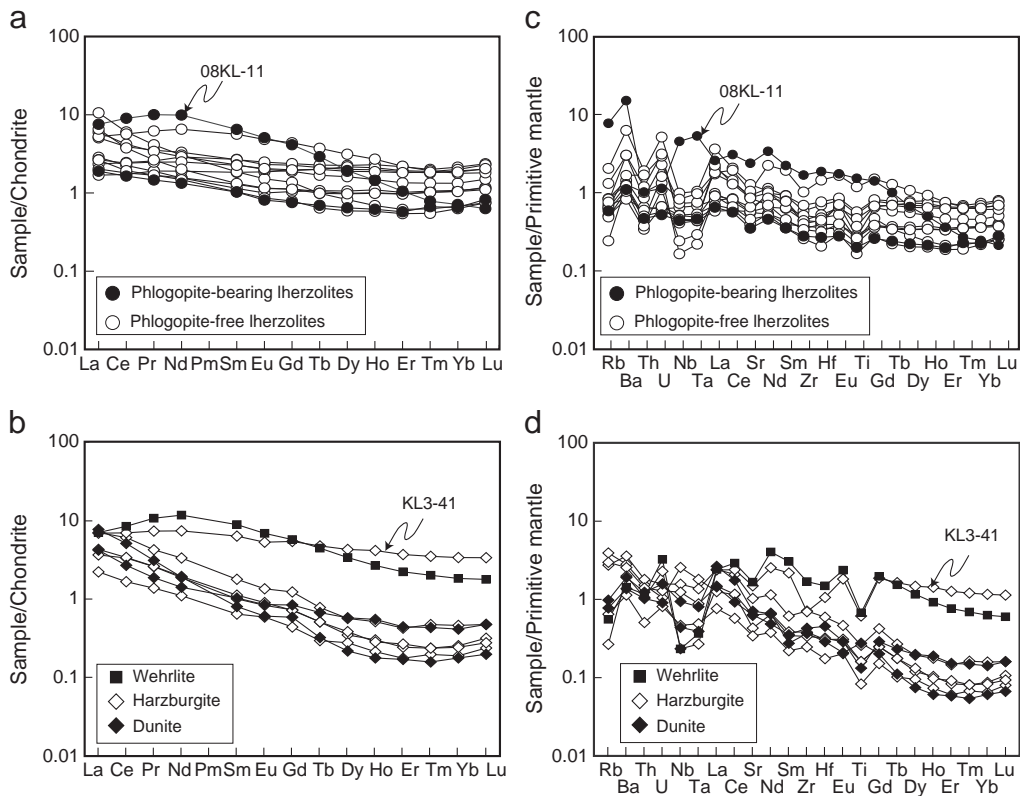 a
Sample/Chondrite
100
10
1
0.1
0.01
08KL-11
Phlogopite-bearing lherzolites
Phlogopite-free lherzolites
La Ce Pr Nd Pm Sm Eu Gd Tb Dy Ho Er Tm Yb Lu
c
Sample/Primitive mantle
100
10
1
0.1
0.01
08KL-11
Phlogopite-bearing lherzolites
Phlogopite-free lherzolites
Rb Th Nb La Sr Sm Hf Ti Tb Ho Tm Lu
Ba U Ta Ce Nd Zr Eu Gd Dy Er Yb
b
Sample/Chondrite
100
10
1
0.1
0.01
KL3-41
Wehrlite
Harzburgite
Dunite
La Ce Pr Nd Pm Sm Eu Gd Tb Dy Ho Er Tm Yb Lu
d
Sample/Primitive mantle
100
10
1
0.1
0.01
KL3-41
Wehrlite
Harzburgite
Dunite
Rb Th Nb La Sr Sm Hf Ti Tb Ho Tm Lu
Ba U Ta Ce Nd Zr Eu Gd Dy Er Yb